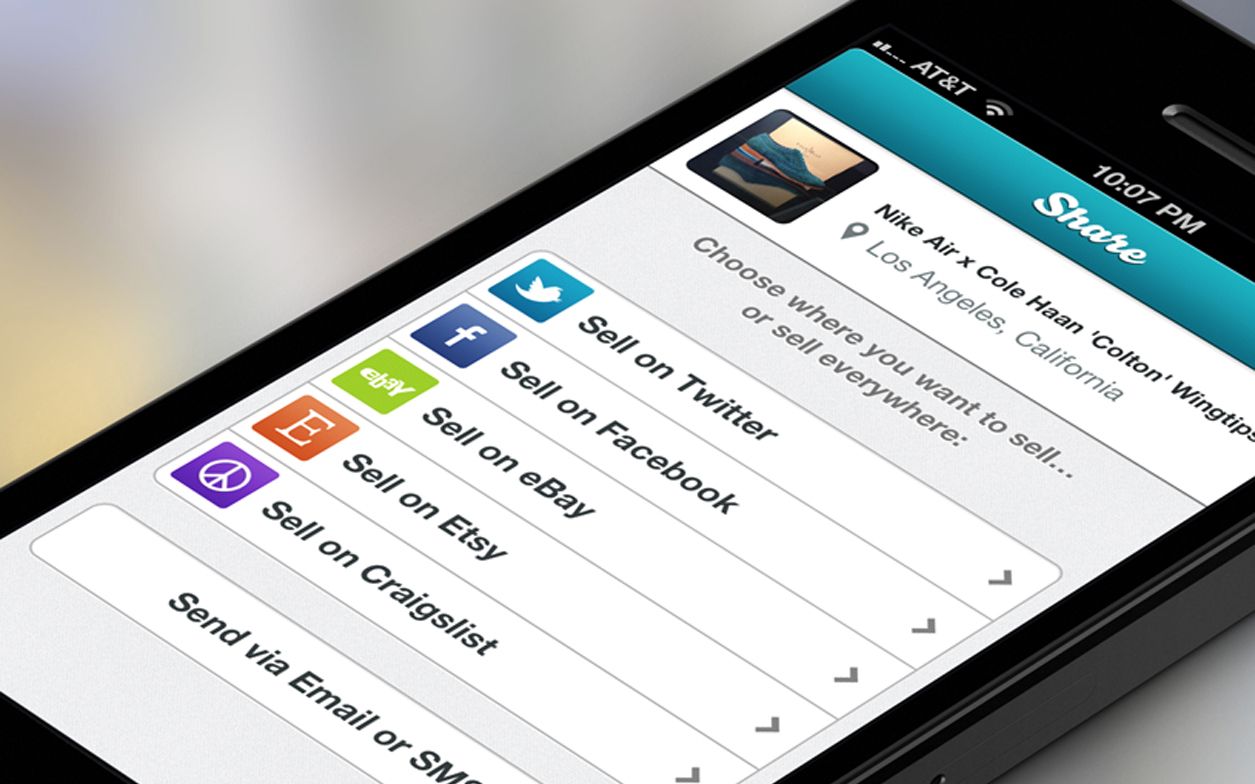 AT&T
10:07 PM
Share
Nike Air x Cole Haan 'Colton' Wingtips
Los Angeles, California
Choose where you want to sell...
or sell everywhere:
Sell on Twitter
f
Sell on Facebook
ebay
Sell on eBay
E
Sell on Etsy
Sell on Craigslist
Send via Email or SMS